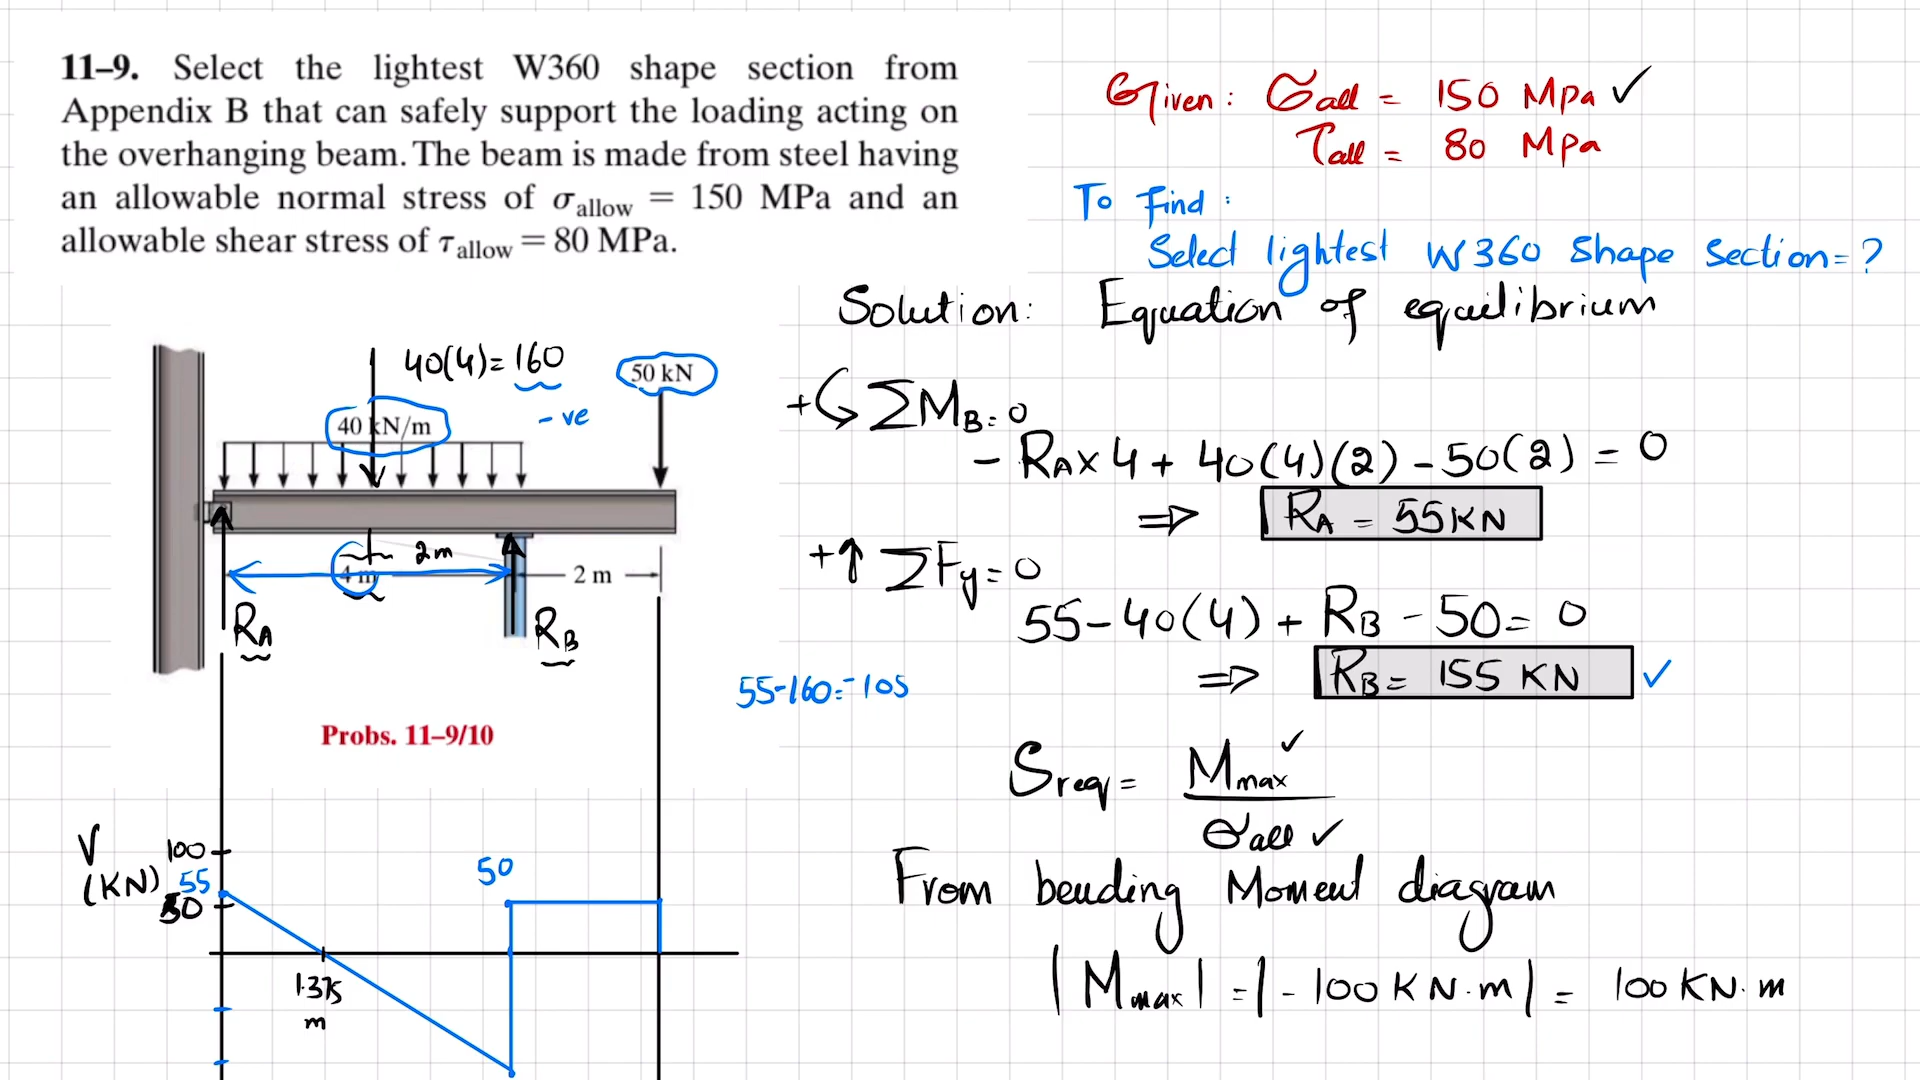 11–9. Select the lightest W360 shape section from
Appendix B that can safely support the loading acting on
the overhanging beam. The beam is made from steel having
an allowable normal stress of σallow = 150 MPa and an
allowable shear stress of τallow = 80 MPa.
Given: σall = 150 MPa ✓
τall = 80 MPa
To Find:
Select lightest W360 Shape Section=?
Solution: Equation of equilibrium
40(4)=160
50 kN
- ve
40 kN/m
+ ΣMB=0
- RA×4 + 40(4)(2) - 50(2) = 0
⇒ RA = 55KN
2m
4 m
2 m
+↑ ΣFy=0
RA
RB
55-40(4) + RB - 50= 0
⇒ RB= 155 KN ✓
55-160=-105
Probs. 11–9/10
Sreq= Mmax ✓
σall ✓
V
(KN)
100
55
50
50
1.375
m
From bending Moment diagram
|Mmax| = |-100KN.m| = 100KN.m